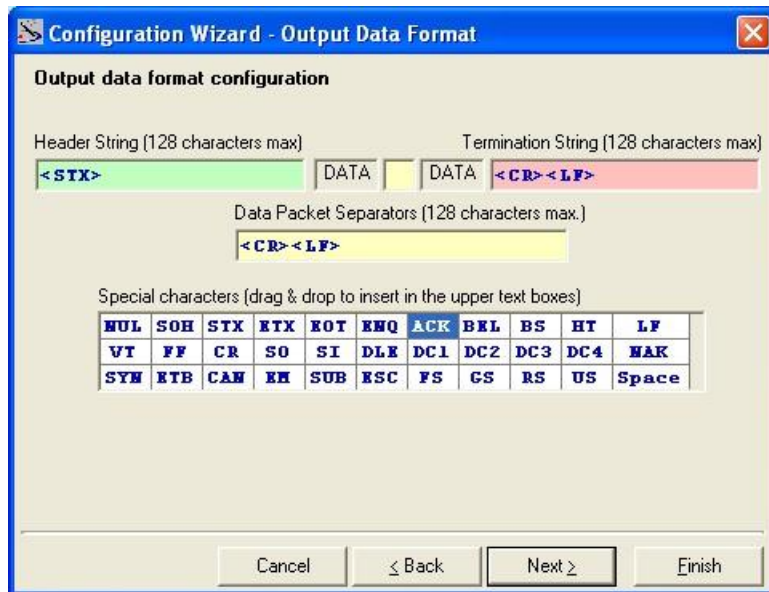 Configuration Wizard - Output Data Format
Output data format configuration
Header String (128 characters max) Termination String (128 characters max)
<STX> DATA DATA <CR><LF>
Data Packet Separators (128 characters max.)
<CR><LF>
Special characters (drag & drop to insert in the upper text boxes)
NUL SOH STX ETX EOT ENQ ACK BEL BS HT LF
VT FF CR SO SI DLE DC1 DC2 DC3 DC4 NAK
SYN ETB CAN EM SUB ESC FS GS RS US Space
Cancel < Back Next > Finish